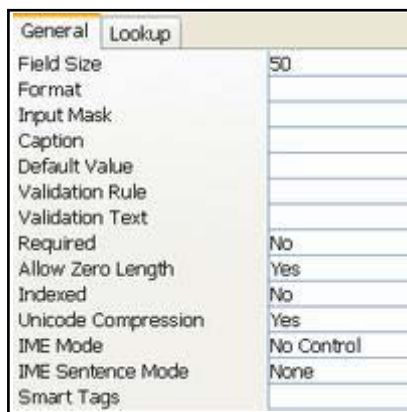 General Lookup
Field Size 50
Format
Input Mask
Caption
Default Value
Validation Rule
Validation Text
Required No
Allow Zero Length Yes
Indexed No
Unicode Compression Yes
IME Mode No Control
IME Sentence Mode None
Smart Tags